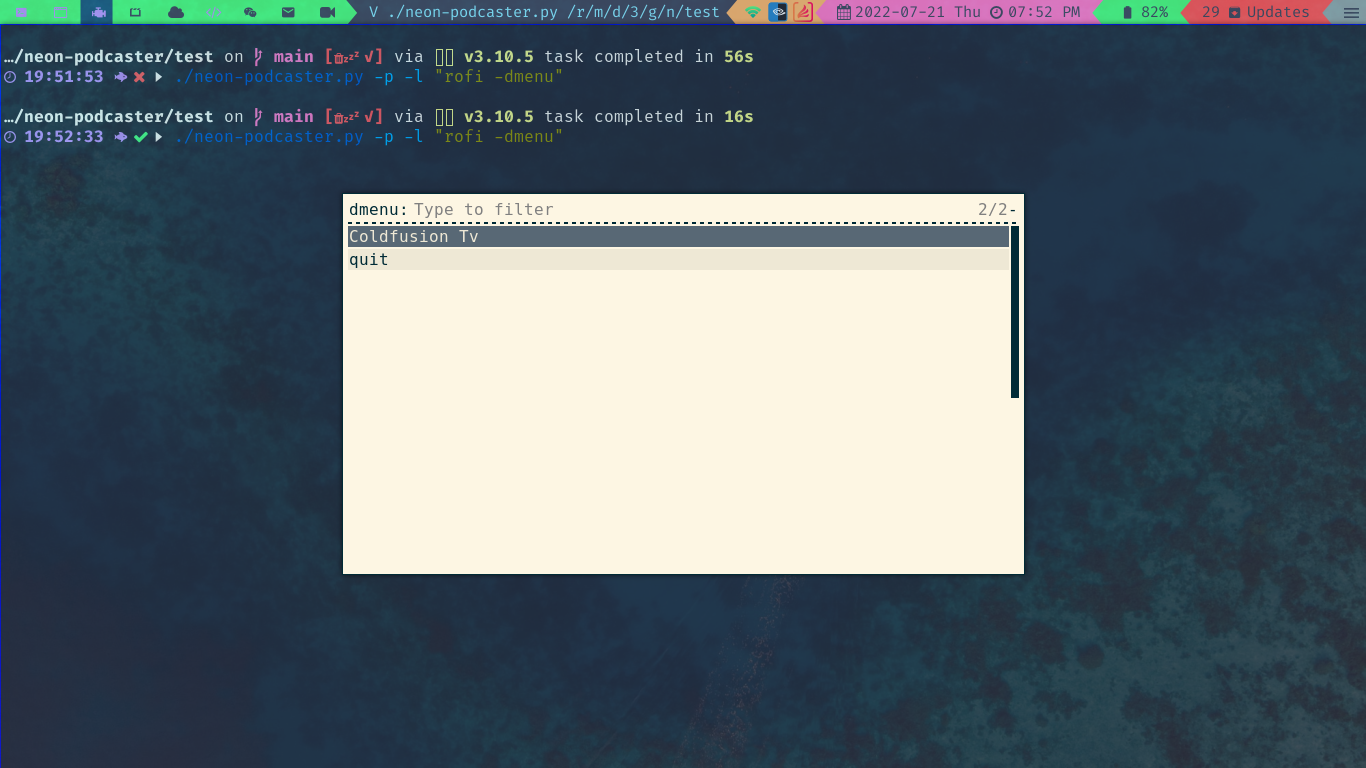 V ./neon-podcaster.py /r/m/d/3/g/n/test 2022-07-21 Thu 07:52 PM 82% 29 Updates
…/neon-podcaster/test on main [ zzz √] via v3.10.5 task completed in 56s
19:51:53 ./neon-podcaster.py -p -l "rofi -dmenu"
…/neon-podcaster/test on main [ zzz √] via v3.10.5 task completed in 16s
19:52:33 ./neon-podcaster.py -p -l "rofi -dmenu"
dmenu: Type to filter 2/2-
Coldfusion Tv
quit